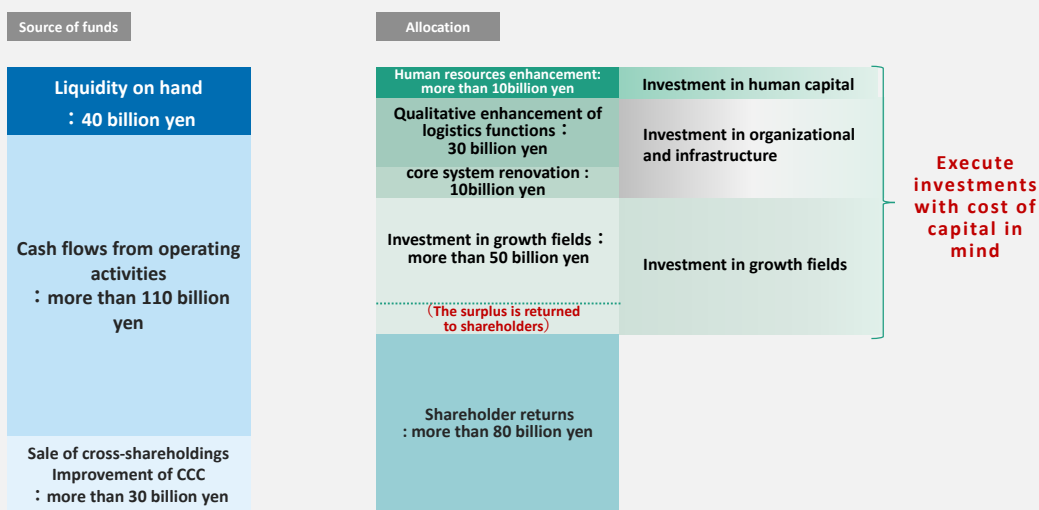 Source of funds
Allocation
Liquidity on hand
：40 billion yen
Cash flows from operating
activities
：more than 110 billion
yen
Sale of cross-shareholdings
Improvement of CCC
：more than 30 billion yen
Human resources enhancement:
more than 10billion yen
Qualitative enhancement of
logistics functions：
30 billion yen
core system renovation :
10billion yen
Investment in growth fields：
more than 50 billion yen
（The surplus is returned
to shareholders）
Shareholder returns
: more than 80 billion yen
Investment in human capital
Investment in organizational
and infrastructure
Investment in growth fields
Execute
investments
with cost of
capital in
mind